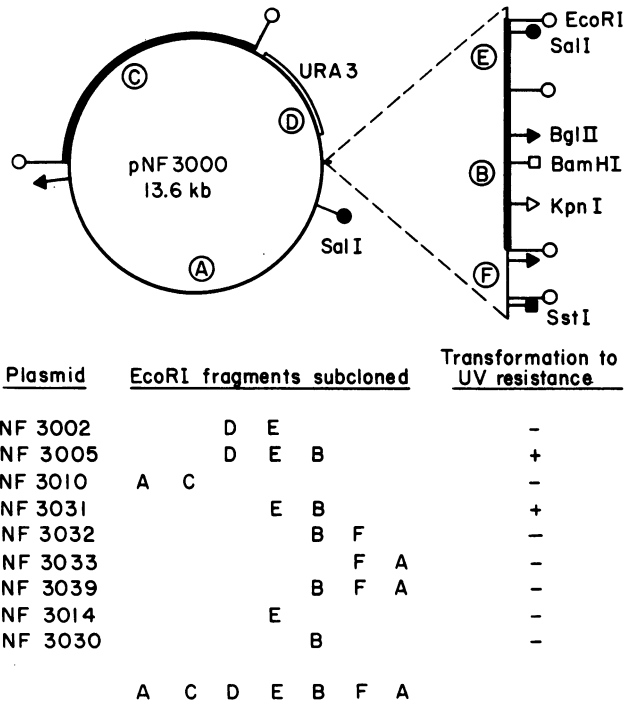 EcoRI
E
SalI
C
URA3
D
pNF3000
13.6 kb
BglII
B
BamHI
KpnI
SalI
A
F
SstI
Plasmid EcoRI fragments subcloned Transformation to UV resistance
NF 3002 D E –
NF 3005 D E B +
NF 3010 A C –
NF 3031 E B +
NF 3032 B F –
NF 3033 F A –
NF 3039 B F A –
NF 3014 E –
NF 3030 B –
A C D E B F A